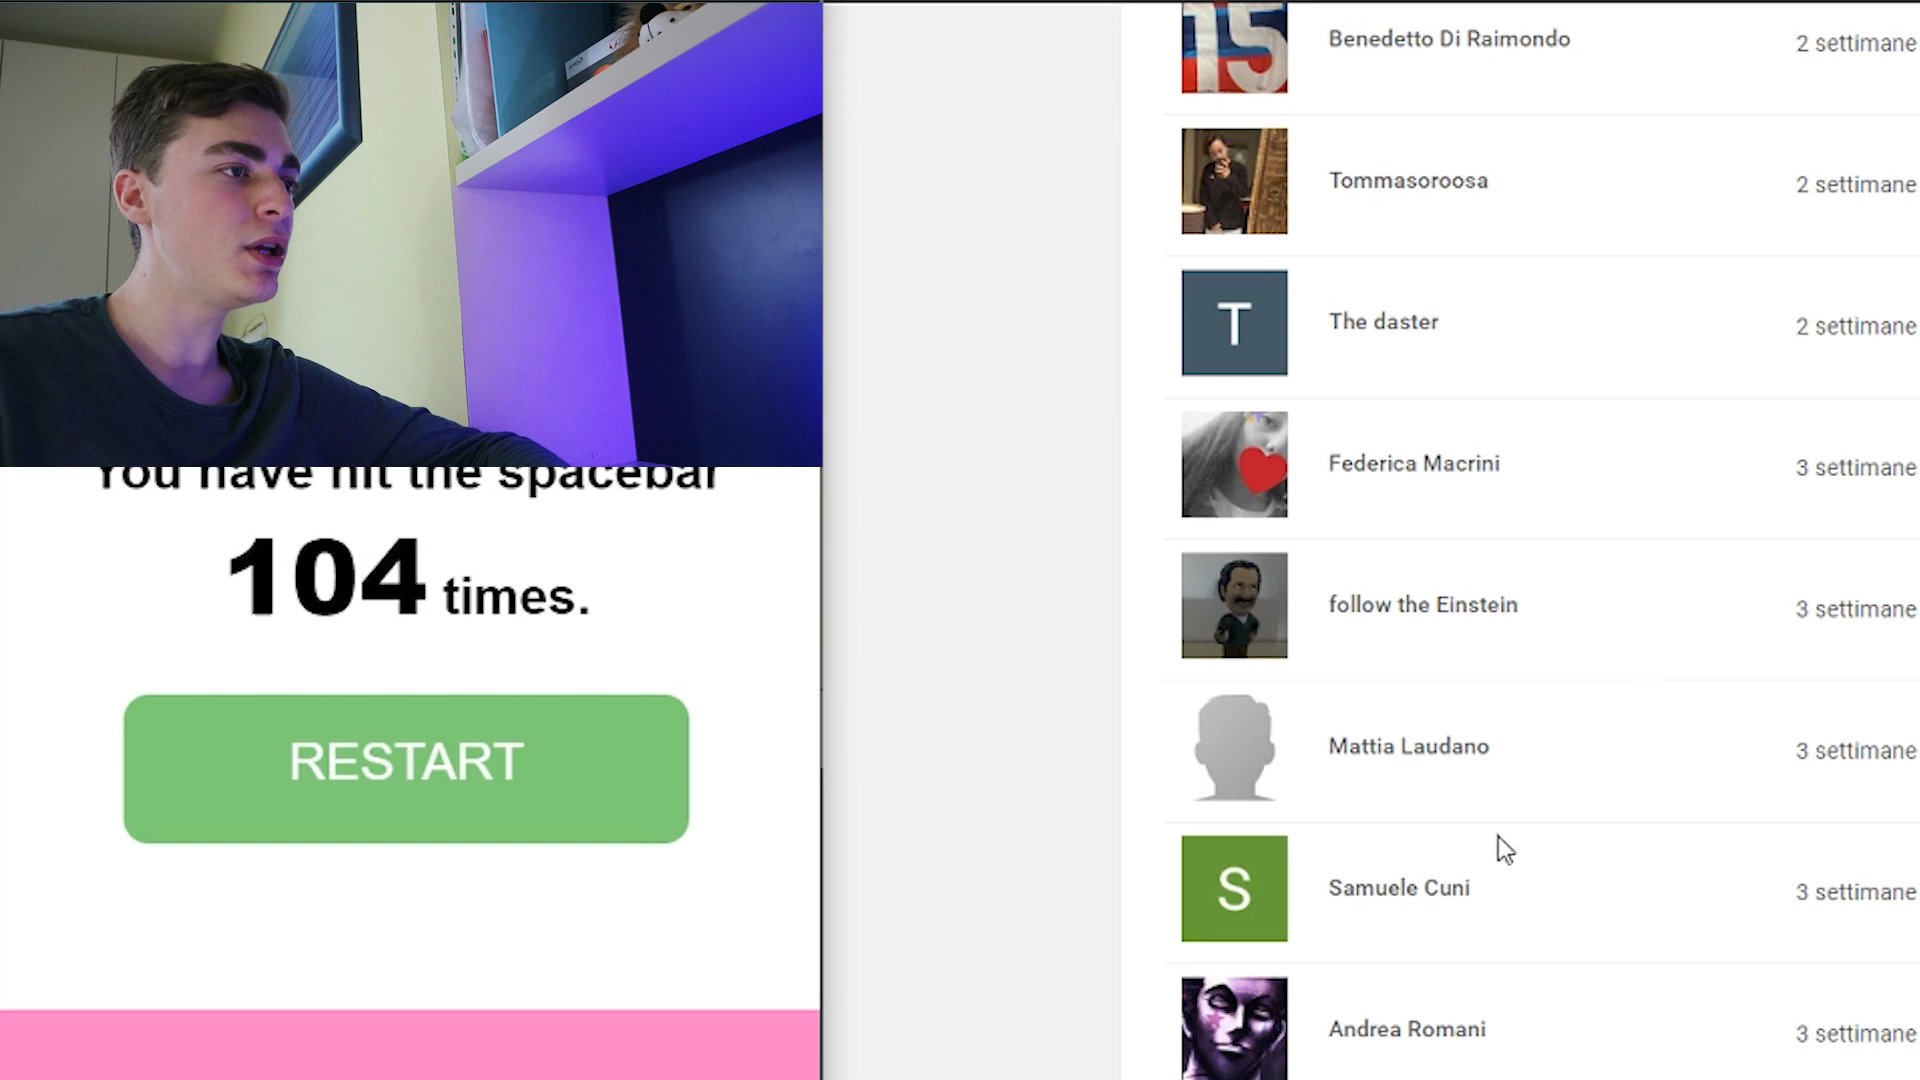 You have hit the spacebar
104 times.
RESTART
15
Benedetto Di Raimondo
2 settimane
Tommasoroosa
2 settimane
T
The daster
2 settimane
Federica Macrini
3 settimane
follow the Einstein
3 settimane
Mattia Laudano
3 settimane
S
Samuele Cuni
3 settimane
Andrea Romani
3 settimane